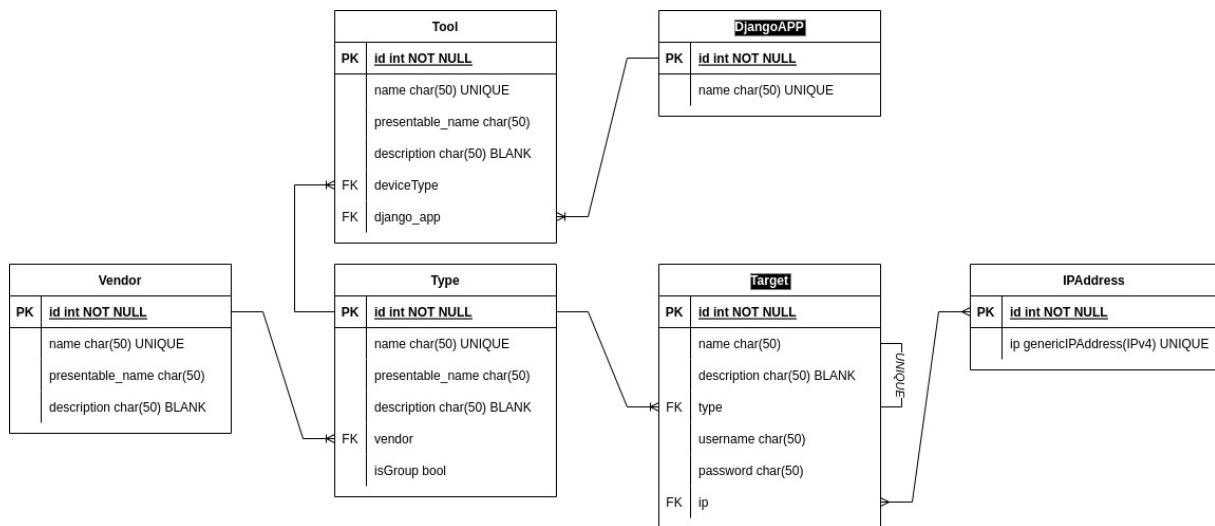 Tool
PK id int NOT NULL
name char(50) UNIQUE
presentable_name char(50)
description char(50) BLANK
FK deviceType
FK django_app
DjangoAPP
PK id int NOT NULL
name char(50) UNIQUE
Vendor
PK id int NOT NULL
name char(50) UNIQUE
presentable_name char(50)
description char(50) BLANK
Type
PK id int NOT NULL
name char(50) UNIQUE
presentable_name char(50)
description char(50) BLANK
FK vendor
isGroup bool
Target
PK id int NOT NULL
name char(50)
description char(50) BLANK
FK type
username char(50)
password char(50)
FK ip
UNIQUE
IPAddress
PK id int NOT NULL
ip genericIPAddress(IPv4) UNIQUE